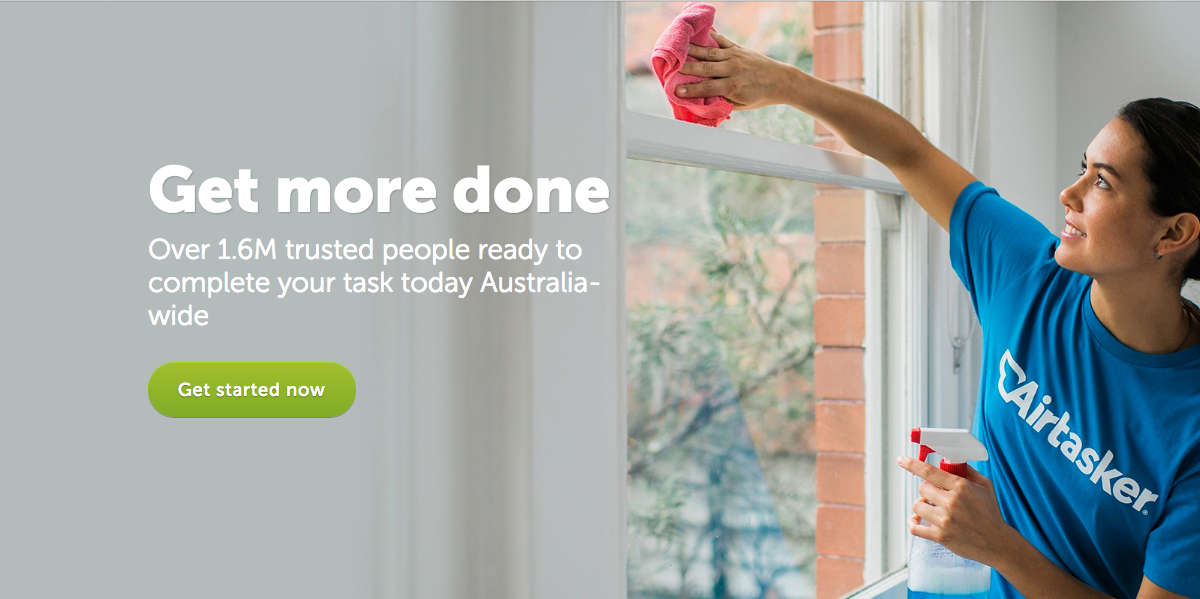 Get more done
Over 1.6M trusted people ready to
complete your task today Australia-
wide
Get started now
Airtasker